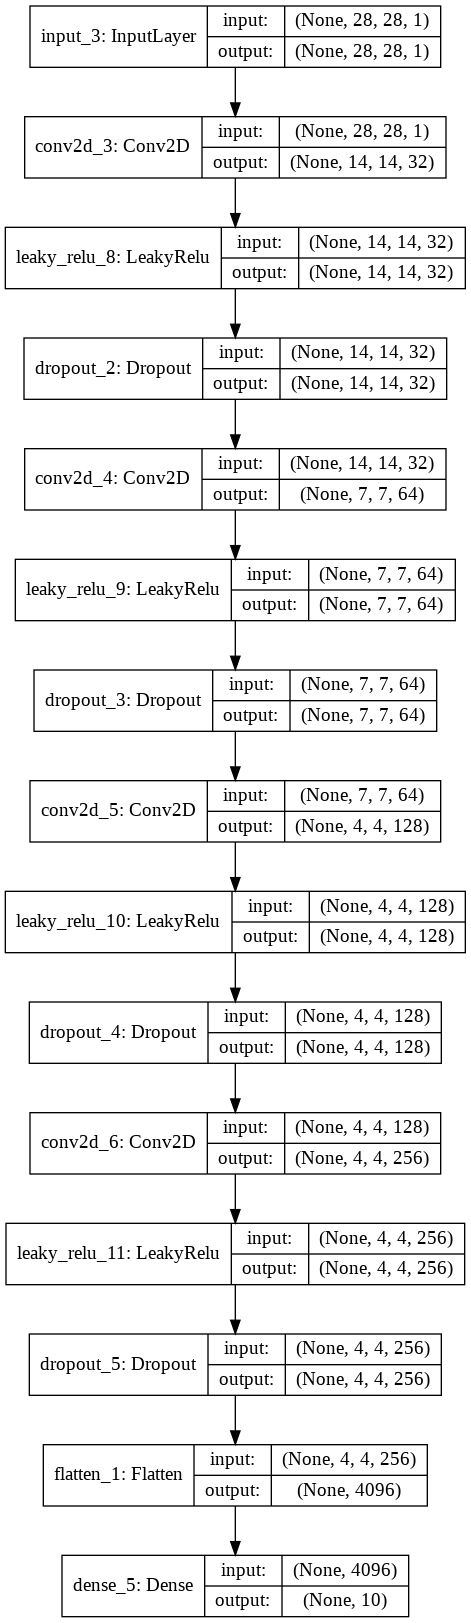 input_3: InputLayer
input: (None, 28, 28, 1)
output: (None, 28, 28, 1)
conv2d_3: Conv2D
input: (None, 28, 28, 1)
output: (None, 14, 14, 32)
leaky_relu_8: LeakyRelu
input: (None, 14, 14, 32)
output: (None, 14, 14, 32)
dropout_2: Dropout
input: (None, 14, 14, 32)
output: (None, 14, 14, 32)
conv2d_4: Conv2D
input: (None, 14, 14, 32)
output: (None, 7, 7, 64)
leaky_relu_9: LeakyRelu
input: (None, 7, 7, 64)
output: (None, 7, 7, 64)
dropout_3: Dropout
input: (None, 7, 7, 64)
output: (None, 7, 7, 64)
conv2d_5: Conv2D
input: (None, 7, 7, 64)
output: (None, 4, 4, 128)
leaky_relu_10: LeakyRelu
input: (None, 4, 4, 128)
output: (None, 4, 4, 128)
dropout_4: Dropout
input: (None, 4, 4, 128)
output: (None, 4, 4, 128)
conv2d_6: Conv2D
input: (None, 4, 4, 128)
output: (None, 4, 4, 256)
leaky_relu_11: LeakyRelu
input: (None, 4, 4, 256)
output: (None, 4, 4, 256)
dropout_5: Dropout
input: (None, 4, 4, 256)
output: (None, 4, 4, 256)
flatten_1: Flatten
input: (None, 4, 4, 256)
output: (None, 4096)
dense_5: Dense
input: (None, 4096)
output: (None, 10)